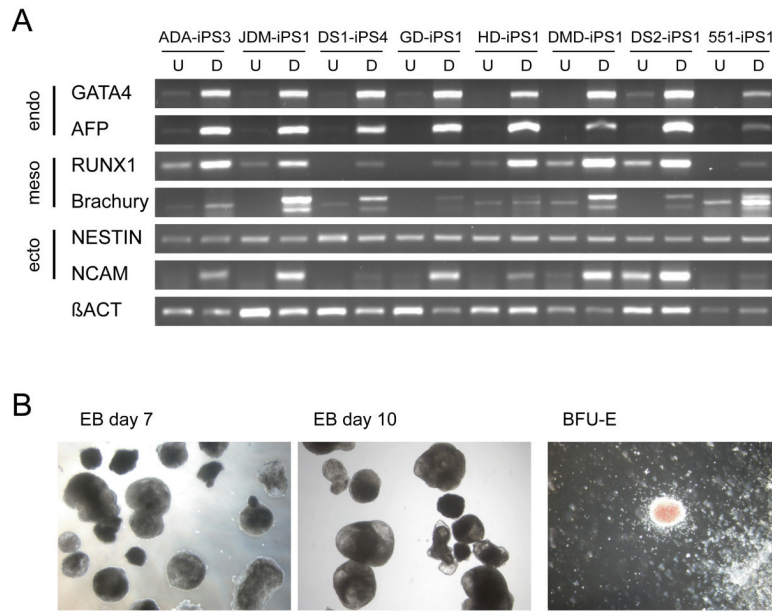 A
ADA-iPS3 JDM-iPS1 DS1-iPS4 GD-iPS1 HD-iPS1 DMD-iPS1 DS2-iPS1 551-iPS1
U D U D U D U D U D U D U D U D
endo
GATA4
AFP
meso
RUNX1
Brachury
ecto
NESTIN
NCAM
ßACT
B
EB day 7 EB day 10 BFU-E